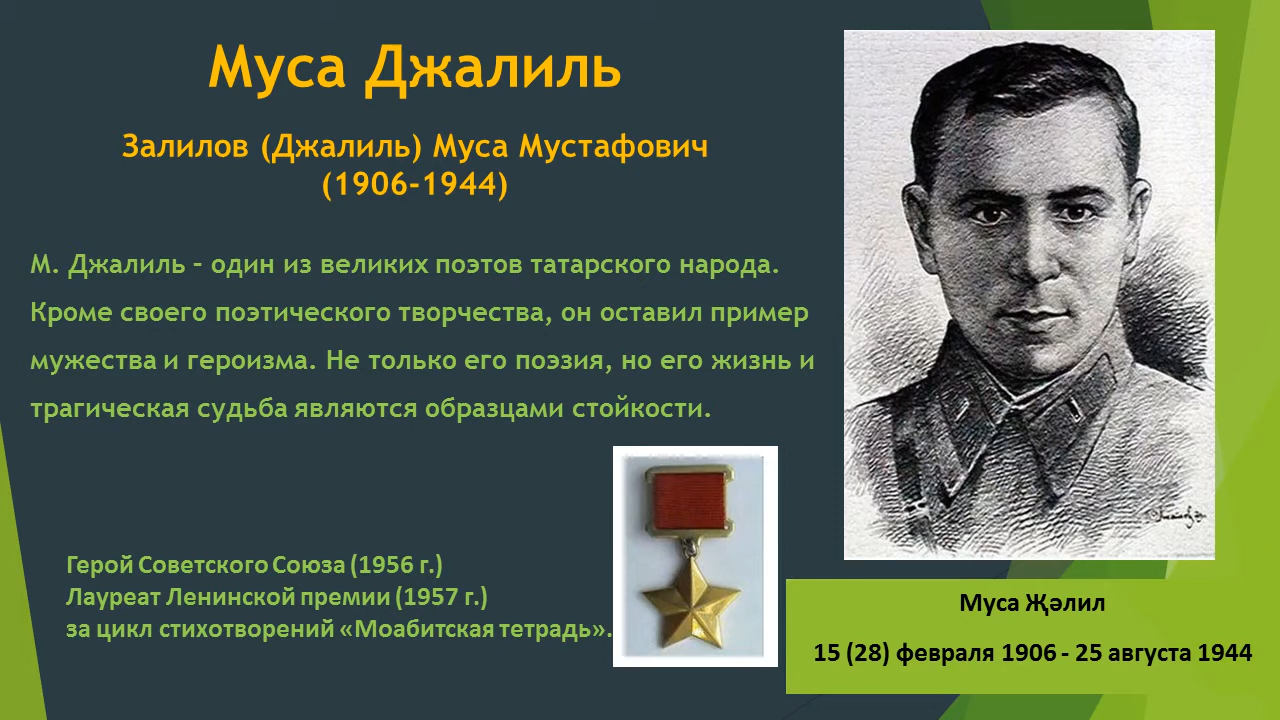 Муса Джалиль
Залилов (Джалиль) Муса Мустафович
(1906-1944)
М. Джалиль – один из великих поэтов татарского народа.
Кроме своего поэтического творчества, он оставил пример
мужества и героизма. Не только его поэзия, но его жизнь и
трагическая судьба являются образцами стойкости.
Герой Советского Союза (1956 г.)
Лауреат Ленинской премии (1957 г.)
за цикл стихотворений «Моабитская тетрадь».
Муса Җәлил
15 (28) февраля 1906 - 25 августа 1944